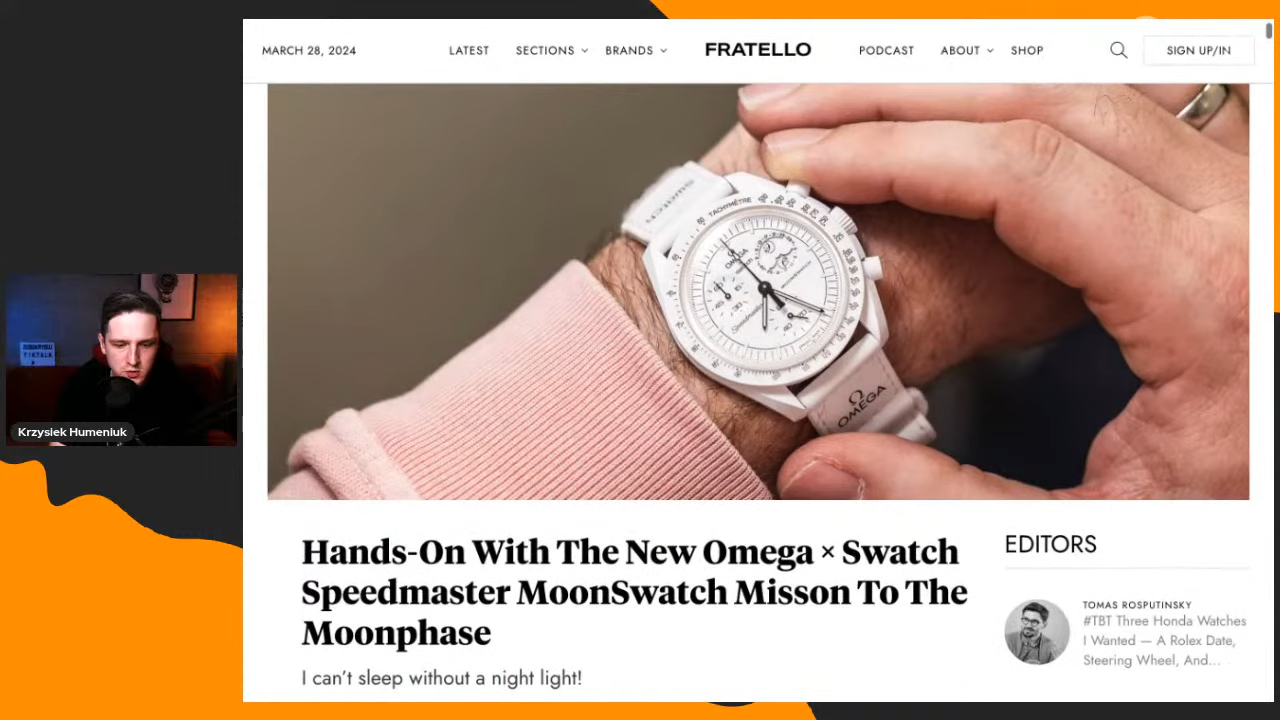 MARCH 28, 2024
LATEST
SECTIONS
BRANDS
FRATELLO
PODCAST
ABOUT
SHOP
SIGN UP/IN
swatch
TACHYMÈTRE
OMEGA
swatch
Speedmaster
Ω
OMEGA
Krzysiek Humeniuk
Hands-On With The New Omega × Swatch
Speedmaster MoonSwatch Misson To The
Moonphase
I can't sleep without a night light!
EDITORS
TOMAS ROSPUTINSKY
#TBT Three Honda Watches
I Wanted — A Rolex Date,
Steering Wheel, And...